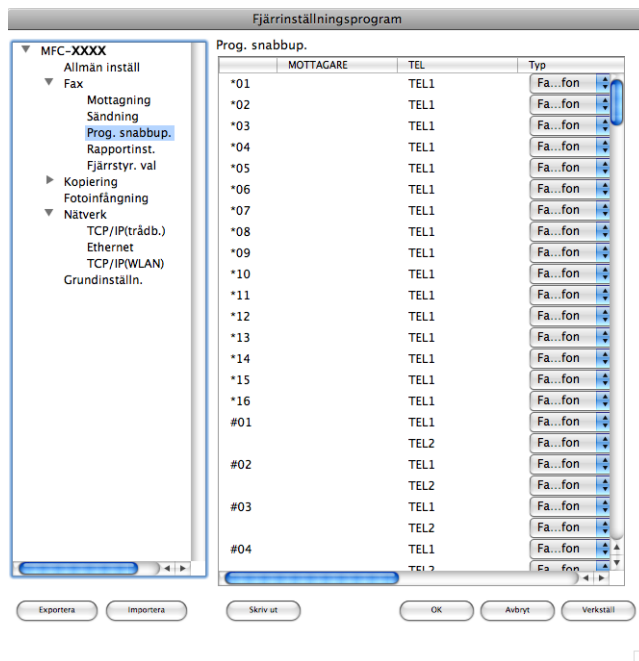 Fjärrinställningsprogram
MFC-XXXX
Allmän inställ
Fax
Mottagning
Sändning
Prog. snabbup.
Rapportinst.
Fjärrstyr. val
Kopiering
Fotoinfångning
Nätverk
TCP/IP(trådb.)
Ethernet
TCP/IP(WLAN)
Grundinställn.
Prog. snabbup.
MOTTAGARE TEL Typ
*01 TEL1 Fa...fon
*02 TEL1 Fa...fon
*03 TEL1 Fa...fon
*04 TEL1 Fa...fon
*05 TEL1 Fa...fon
*06 TEL1 Fa...fon
*07 TEL1 Fa...fon
*08 TEL1 Fa...fon
*09 TEL1 Fa...fon
*10 TEL1 Fa...fon
*11 TEL1 Fa...fon
*12 TEL1 Fa...fon
*13 TEL1 Fa...fon
*14 TEL1 Fa...fon
*15 TEL1 Fa...fon
*16 TEL1 Fa...fon
#01 TEL1 Fa...fon
TEL2 Fa...fon
#02 TEL1 Fa...fon
TEL2 Fa...fon
#03 TEL1 Fa...fon
TEL2 Fa...fon
#04 TEL1 Fa...fon
TEL2 Fa...fon
Exportera Importera Skriv ut OK Avbryt Verkställ